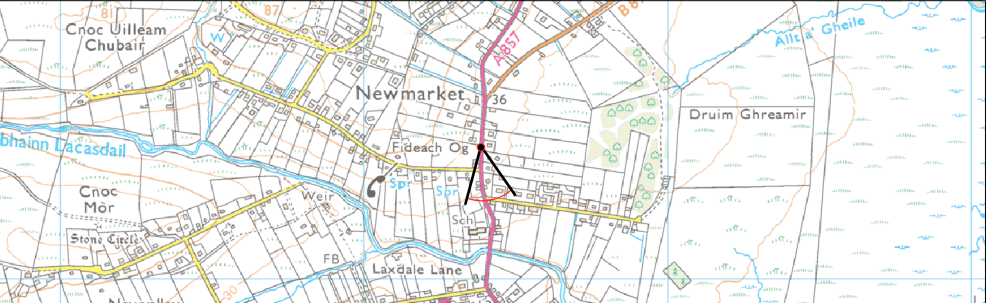 81
87
Cnoc Uilleam
Chubair
W
A857
Allt a' Gheile
Newmarket
36
Druim Ghreamir
bhainn Lacasdail
Fideach Og
Spr
Spr
Cnoc
Mòr
Weir
Sch
Stone Circle
FB
Laxdale Lane